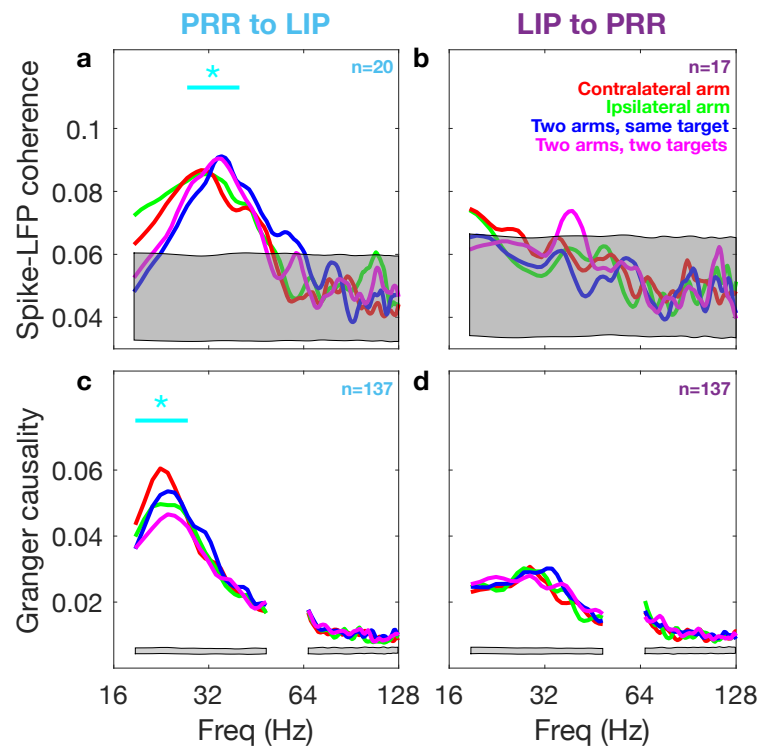 PRR to LIP
LIP to PRR
a
*
n=20
b
n=17
Contralateral arm
Ipsilateral arm
Two arms, same target
Two arms, two targets
Spike-LFP coherence
0.1
0.08
0.06
0.04
c
*
n=137
d
n=137
Granger causality
0.06
0.04
0.02
16
32
64
128
16
32
64
128
Freq (Hz)
Freq (Hz)